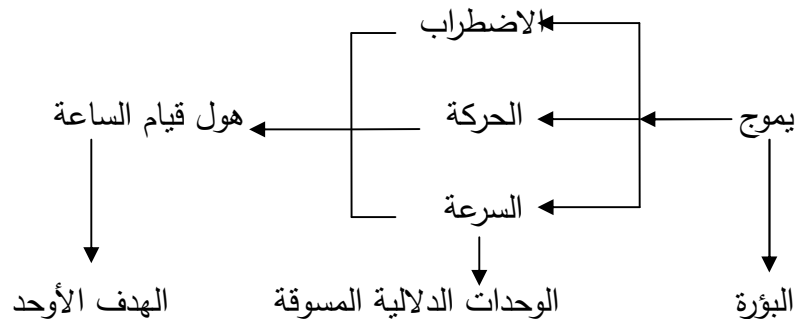 الاضطراب
يموج الحركة هول قيام الساعة
السرعة
البؤرة الوحدات الدلالية المسوقة الهدف الأوحد